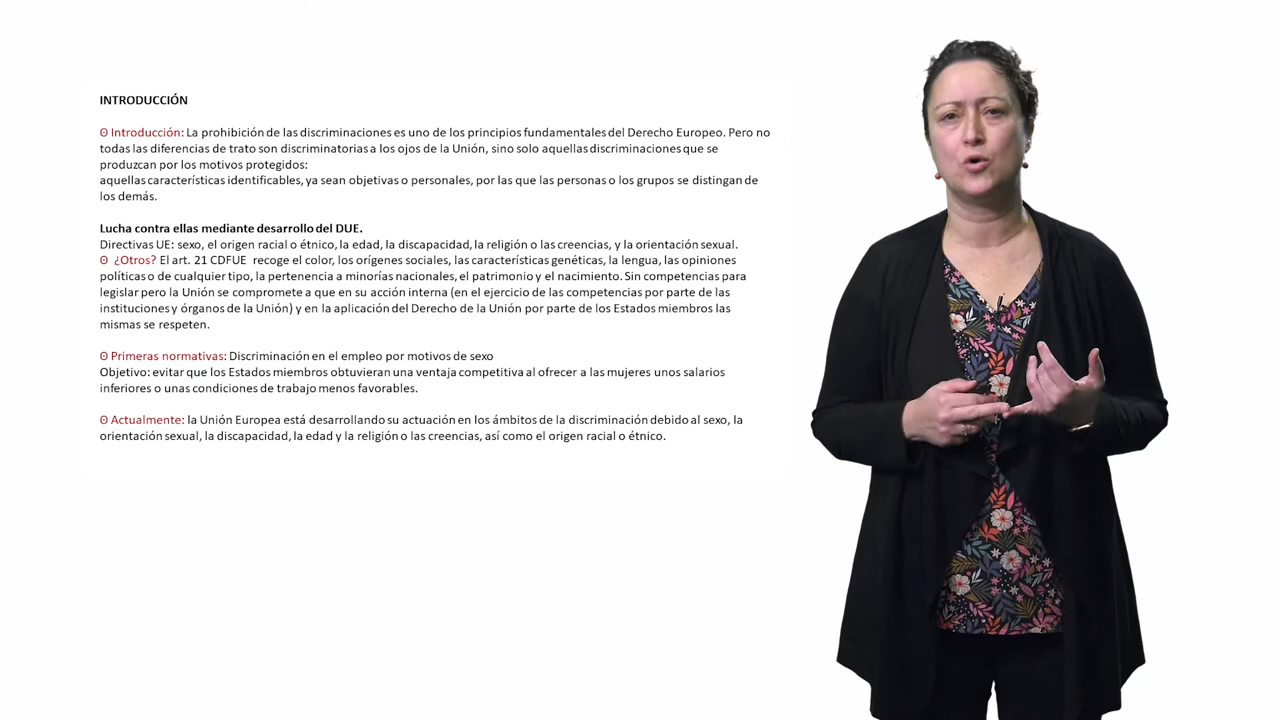 INTRODUCCIÓN
ʘ Introducción: La prohibición de las discriminaciones es uno de los principios fundamentales del Derecho Europeo. Pero no
todas las diferencias de trato son discriminatorias a los ojos de la Unión, sino solo aquellas discriminaciones que se
produzcan por los motivos protegidos:
aquellas características identificables, ya sean objetivas o personales, por las que las personas o los grupos se distingan de
los demás.
Lucha contra ellas mediante desarrollo del DUE.
Directivas UE: sexo, el origen racial o étnico, la edad, la discapacidad, la religión o las creencias, y la orientación sexual.
ʘ ¿Otros? El art. 21 CDFUE recoge el color, los orígenes sociales, las características genéticas, la lengua, las opiniones
políticas o de cualquier tipo, la pertenencia a minorías nacionales, el patrimonio y el nacimiento. Sin competencias para
legislar pero la Unión se compromete a que en su acción interna (en el ejercicio de las competencias por parte de las
instituciones y órganos de la Unión) y en la aplicación del Derecho de la Unión por parte de los Estados miembros las
mismas se respeten.
ʘ Primeras normativas: Discriminación en el empleo por motivos de sexo
Objetivo: evitar que los Estados miembros obtuvieran una ventaja competitiva al ofrecer a las mujeres unos salarios
inferiores o unas condiciones de trabajo menos favorables.
ʘ Actualmente: la Unión Europea está desarrollando su actuación en los ámbitos de la discriminación debido al sexo, la
orientación sexual, la discapacidad, la edad y la religión o las creencias, así como el origen racial o étnico.